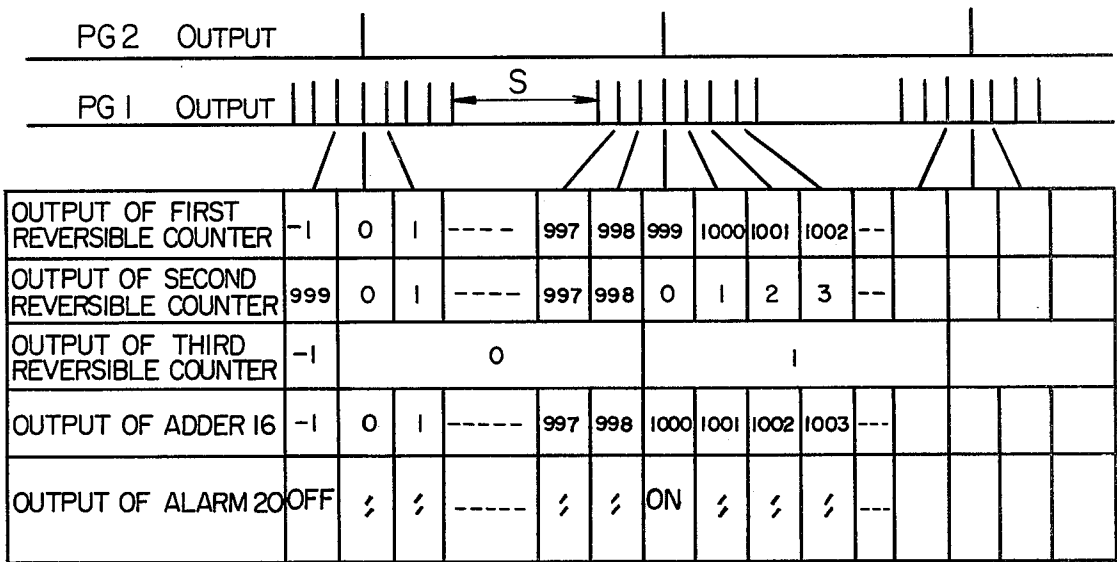 PG2 OUTPUT
PG1 OUTPUT
S
OUTPUT OF FIRST
REVERSIBLE COUNTER -1 0 1 ---- 997 998 999 1000 1001 1002 --
OUTPUT OF SECOND
REVERSIBLE COUNTER 999 0 1 ---- 997 998 0 1 2 3 --
OUTPUT OF THIRD
REVERSIBLE COUNTER -1 0 1
OUTPUT OF ADDER 16 -1 0 1 ----- 997 998 1000 1001 1002 1003 ---
OUTPUT OF ALARM 20 OFF 〃 〃 ----- 〃 〃 ON 〃 〃 〃 ---